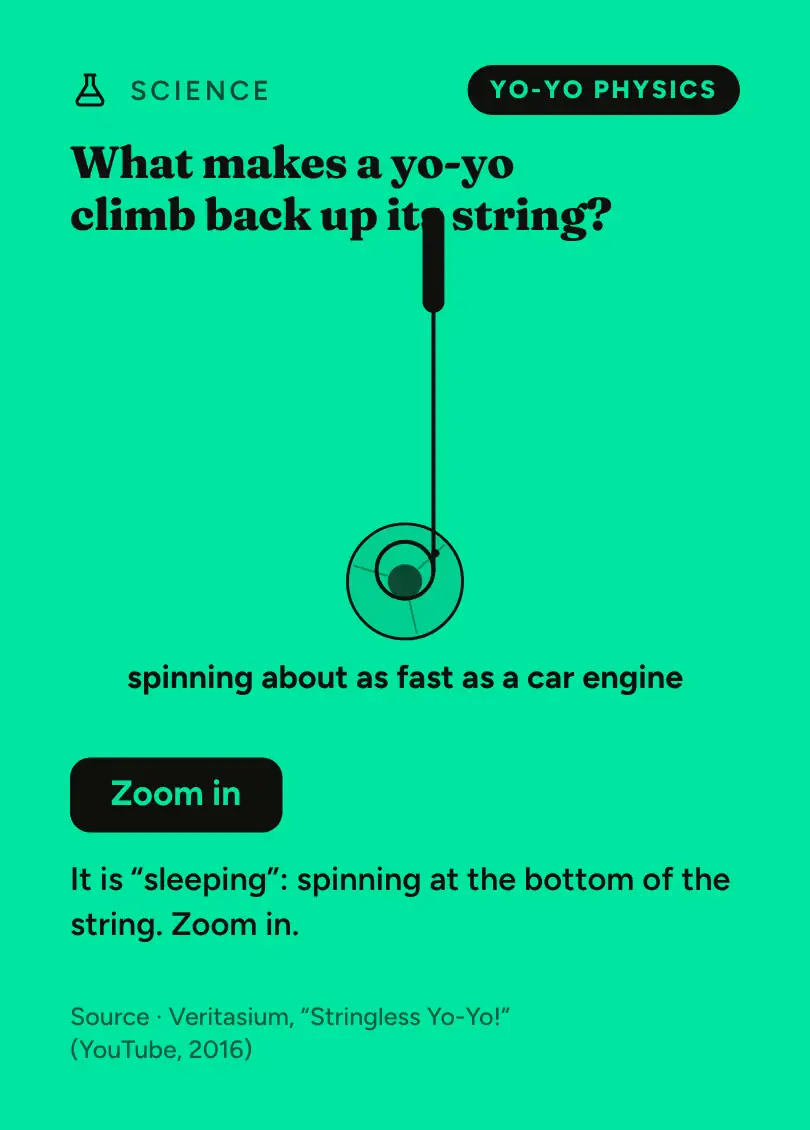 SCIENCE
YO-YO PHYSICS
What makes a yo-yo
climb back up its string?
spinning about as fast as a car engine
Zoom in
It is “sleeping”: spinning at the bottom of the
string. Zoom in.
Source · Veritasium, “Stringless Yo-Yo!”
(YouTube, 2016)